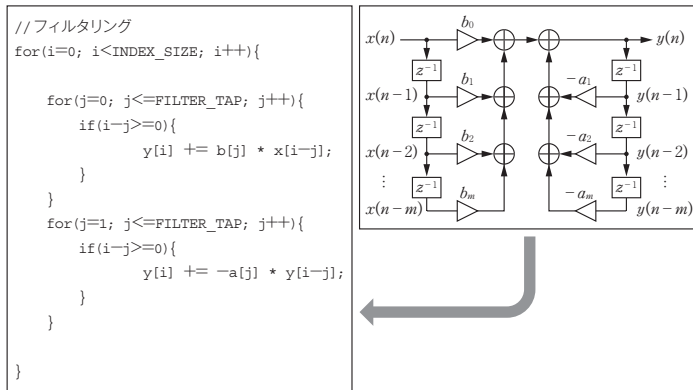 //フィルタリング
for(i=0; i<INDEX_SIZE; i++){
for(j=0; j<=FILTER_TAP; j++){
if(i−j>=0){
y[i] += b[j] * x[i−j];
}
}
for(j=1; j<=FILTER_TAP; j++){
if(i−j>=0){
y[i] += −a[j] * y[i−j];
}
}
}
x(n) b₀ y(n)
z⁻¹ z⁻¹
x(n−1) b₁ −a₁ y(n−1)
z⁻¹ z⁻¹
x(n−2) b₂ −a₂ y(n−2)
⋮ z⁻¹ z⁻¹ ⋮
x(n−m) bₘ −aₘ y(n−m)